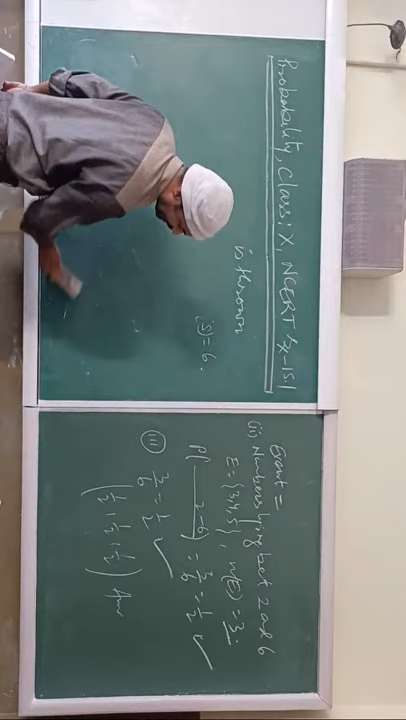 Probability, Class: X, NCERT Ex-15.1
is thrown
(S) = 6.
Event =
(ii) Numbers lying bet 2 and 6
E = {3,4,5}, n(E) = 3.
P( 2-6) = 3/6 = 1/2 ✓
(iii) 3/6 = 1/2 ✓
(1/2, 1/2, 1/2) Ans